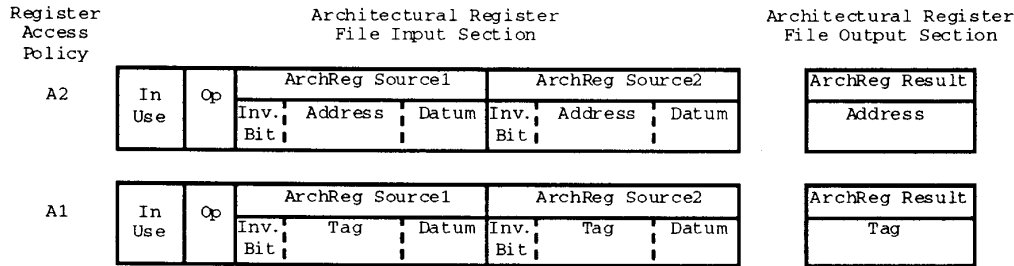 Register Access Policy
Architectural Register File Input Section
Architectural Register File Output Section
A2
In Use
Op
ArchReg Source1
ArchReg Source2
Inv. Bit
Address
Datum
Inv. Bit
Address
Datum
ArchReg Result
Address
A1
In Use
Op
ArchReg Source1
ArchReg Source2
Inv. Bit
Tag
Datum
Inv. Bit
Tag
Datum
ArchReg Result
Tag